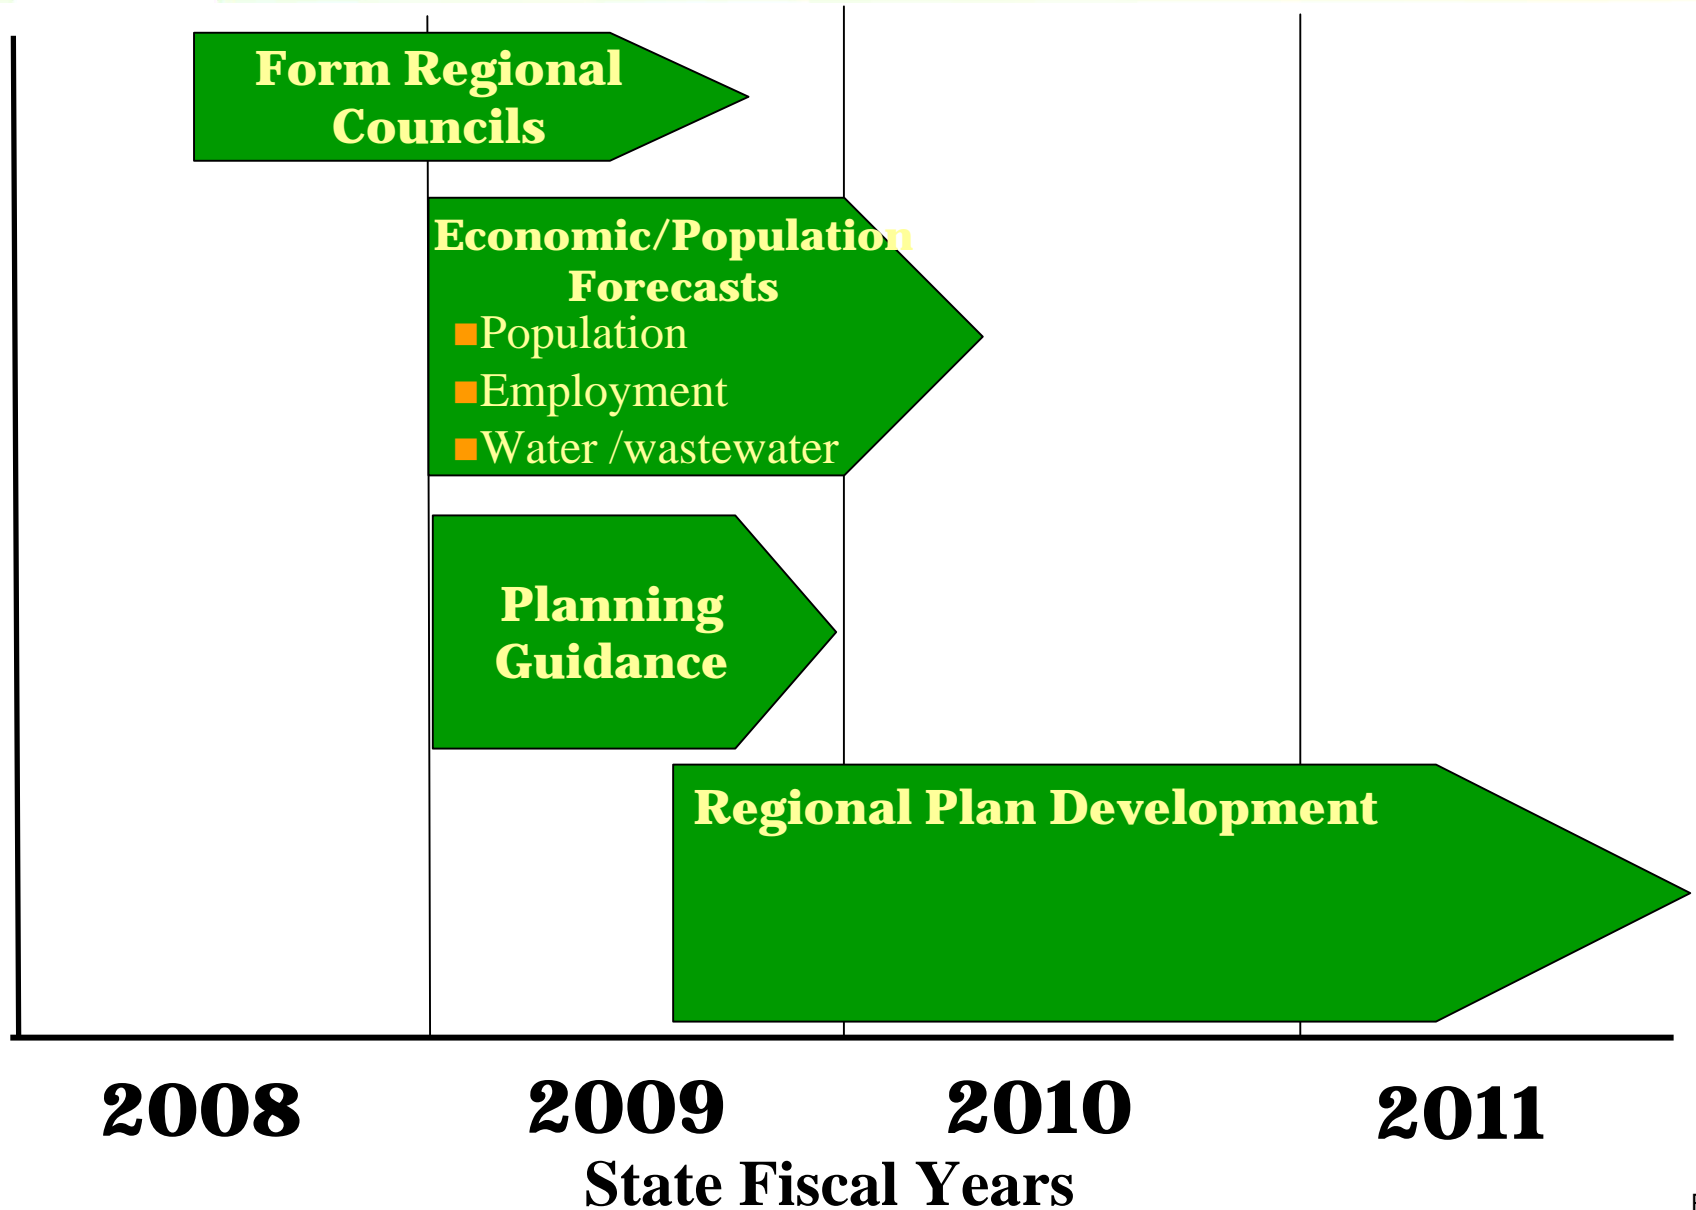 Form Regional
Councils
Economic/Population
Forecasts
Population
Employment
Water /wastewater
Planning
Guidance
Regional Plan Development
2008 2009 2010 2011
State Fiscal Years